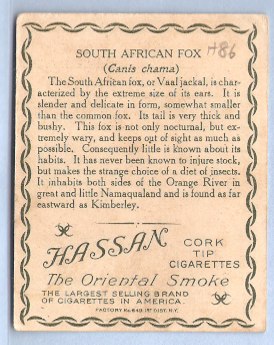 SOUTH AFRICAN FOX H86
(Canis chama)
The South African fox, or Vaal jackal, is char-
acterized by the extreme size of its ears. It is
slender and delicate in form, somewhat smaller
than the common fox. Its tail is very thick and
bushy. This fox is not only nocturnal, but ex-
tremely wary, and keeps out of sight as much as
possible. Consequently little is known about its
habits. It has never been known to injure stock,
but makes the strange choice of a diet of insects.
It inhabits both sides of the Orange River in
great and little Namaqualand and is found as far
eastward as Kimberley.
HASSAN
CORK
TIP
CIGARETTES
The Oriental Smoke
THE LARGEST SELLING BRAND
OF CIGARETTES IN AMERICA.
FACTORY No. 649, 1ST DIST. N.Y.